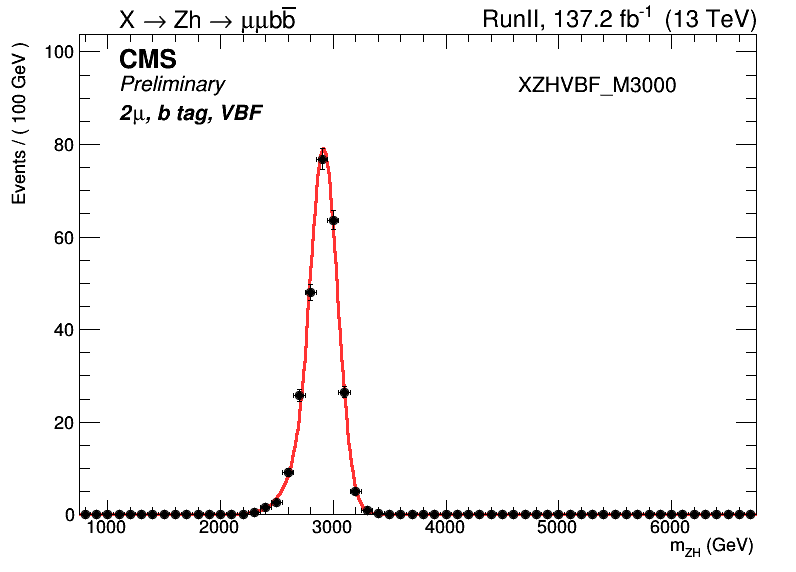 X → Zh → μμbb̅
RunII, 137.2 fb⁻¹ (13 TeV)
CMS
Preliminary
2μ, b tag, VBF
XZHVBF_M3000
Events / ( 100 GeV )
100
80
60
40
20
0
1000 2000 3000 4000 5000 6000
m_ZH (GeV)